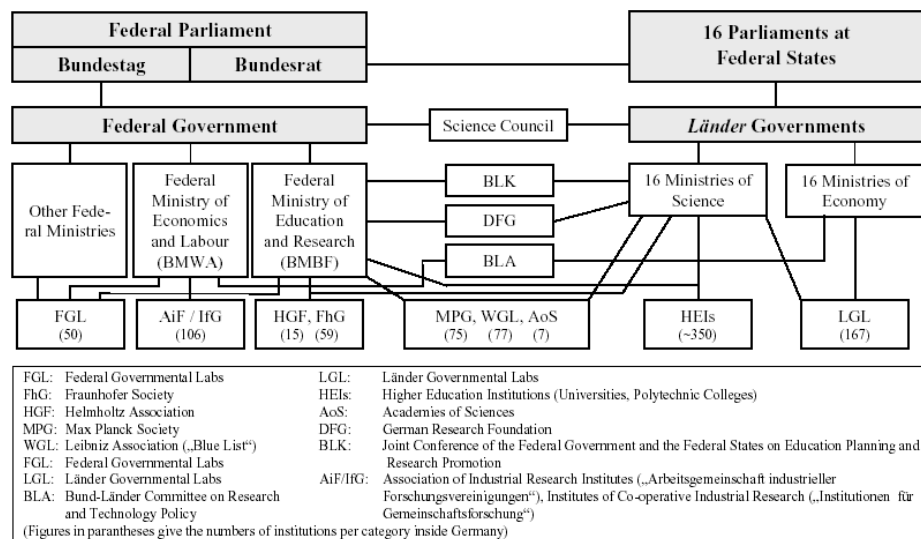 Federal Parliament
Bundestag
Bundesrat
16 Parliaments at
Federal States
Federal Government
Science Council
Länder Governments
Other Fede-
ral Ministries
Federal
Ministry of
Economics
and Labour
(BMWA)
Federal
Ministry of
Education
and Research
(BMBF)
BLK
DFG
BLA
16 Ministries of
Science
16 Ministries of
Economy
FGL
(50)
AiF / IfG
(106)
HGF, FhG
(15) (59)
MPG, WGL, AoS
(75) (77) (7)
HEIs
(~350)
LGL
(167)
FGL: Federal Governmental Labs
FhG: Fraunhofer Society
HGF: Helmholtz Association
MPG: Max Planck Society
WGL: Leibniz Association („Blue List“)
FGL: Federal Governmental Labs
LGL: Länder Governmental Labs
BLA: Bund-Länder Committee on Research
and Technology Policy
LGL: Länder Governmental Labs
HEIs: Higher Education Institutions (Universities, Polytechnic Colleges)
AoS: Academies of Sciences
DFG: German Research Foundation
BLK: Joint Conference of the Federal Government and the Federal States on Education Planning and
Research Promotion
AiF/IfG: Association of Industrial Research Institutes („Arbeitsgemeinschaft industrieller
Forschungsvereinigungen“), Institutes of Co-operative Industrial Research („Institutionen für
Gemeinschaftsforschung“)
(Figures in parantheses give the numbers of institutions per category inside Germany)